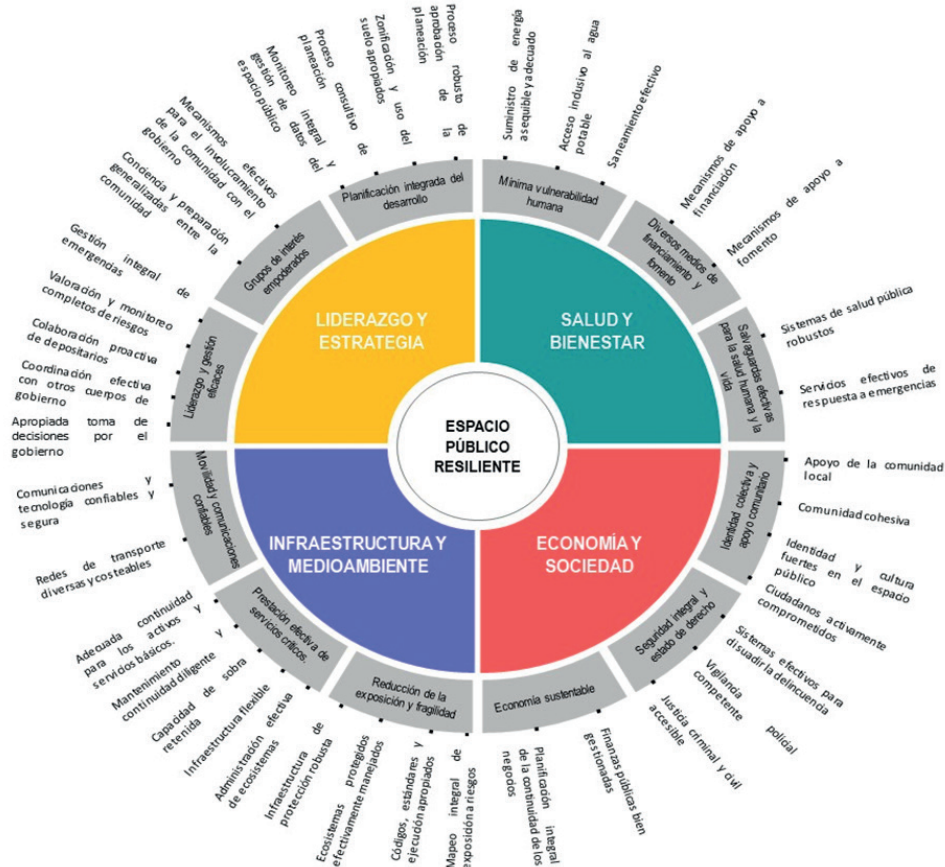 ESPACIO
PÚBLICO
RESILIENTE
LIDERAZGO Y
ESTRATEGIA
SALUD Y
BIENESTAR
INFRAESTRUCTURA Y
MEDIOAMBIENTE
ECONOMÍA Y
SOCIEDAD
Mínima vulnerabilidad
humana
Diversos medios de
financiamiento y
fomento
Salvaguardas efectivas
para la salud humana y la
vida
Identidad colectiva y
apoyo comunitario
Seguridad integral y
estado de derecho
Economía sustentable
Reducción de la
exposición y fragilidad
Prestación efectiva de
servicios críticos.
Movilidad y comunicaciones
confiables
Liderazgo y gestión
eficaces
Grupos de interés
empoderados
Planificación integrada del
desarrollo
Suministro de energía
asequible y adecuado
Acceso inclusivo al agua
potable
Saneamiento efectivo
Mecanismos de apoyo a
financiación
Mecanismos de apoyo a
fomento
Sistemas de salud pública
robustos
Servicios efectivos de
respuesta a emergencias
Apoyo de la comunidad
local
Comunidad cohesiva
Identidad y cultura
fuertes en el espacio
público
Ciudadanos activamente
comprometidos
Sistemas efectivos para
disuadir la delincuencia
Vigilancia policial
competente
Justicia criminal y civil
accesible
Finanzas públicas bien
gestionadas
Planificación integral
de la continuidad de los
negocios
Mapeo integral de
exposición a riesgos
Códigos, estándares y
ejecución apropiados
Ecosistemas protegidos
efectivamente manejados
Infraestructura de
protección robusta
Administración efectiva
de ecosistemas
Infraestructura flexible
Capacidad de sobra
retenida
Mantenimiento y
continuidad diligente
Adecuada continuidad
para los activos y
servicios básicos.
Redes de transporte
diversas y costeables
Comunicaciones y
tecnología confiables y
segura
Apropiada toma de
decisiones por el
gobierno
Coordinación efectiva
con otros cuerpos de
gobierno
Colaboración proactiva
de depositarios
Valoración y monitoreo
completos de riesgos
Gestión integral de
emergencias
Conciencia y preparación
generalizadas entre la
comunidad
Mecanismos efectivos
para el involucramiento
de la comunidad con el
gobierno
Monitoreo integral y
gestión de datos del
espacio público
Proceso consultivo de
planeación
Zonificación y uso del
suelo apropiados
Proceso robusto de
aprobación de la
planeación